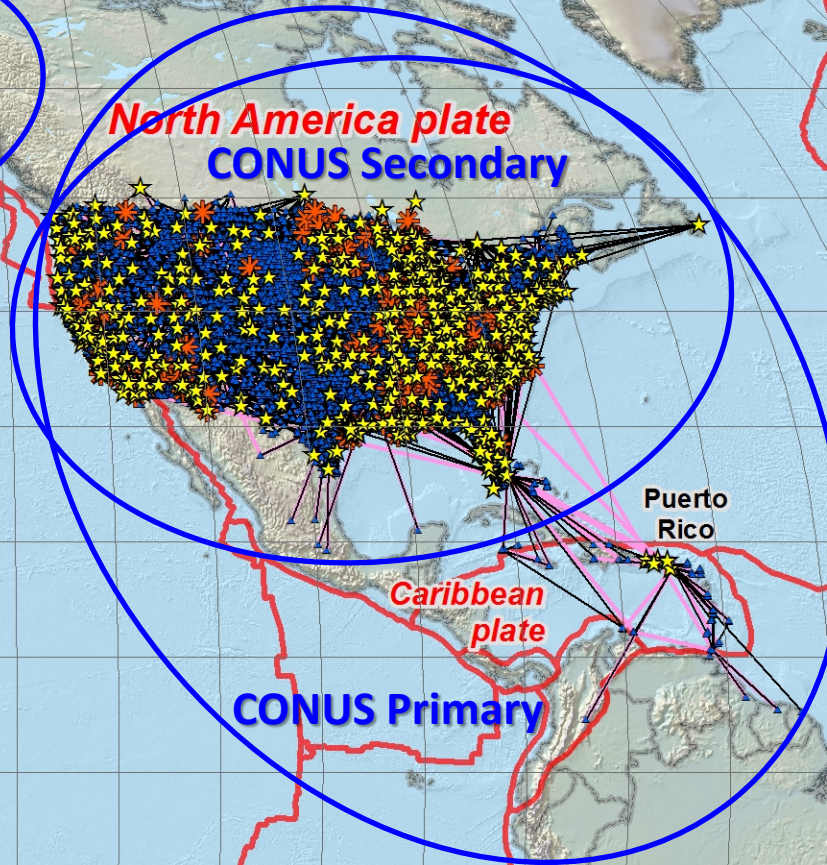 North America plate
CONUS Secondary
Puerto
Rico
Caribbean
plate
CONUS Primary